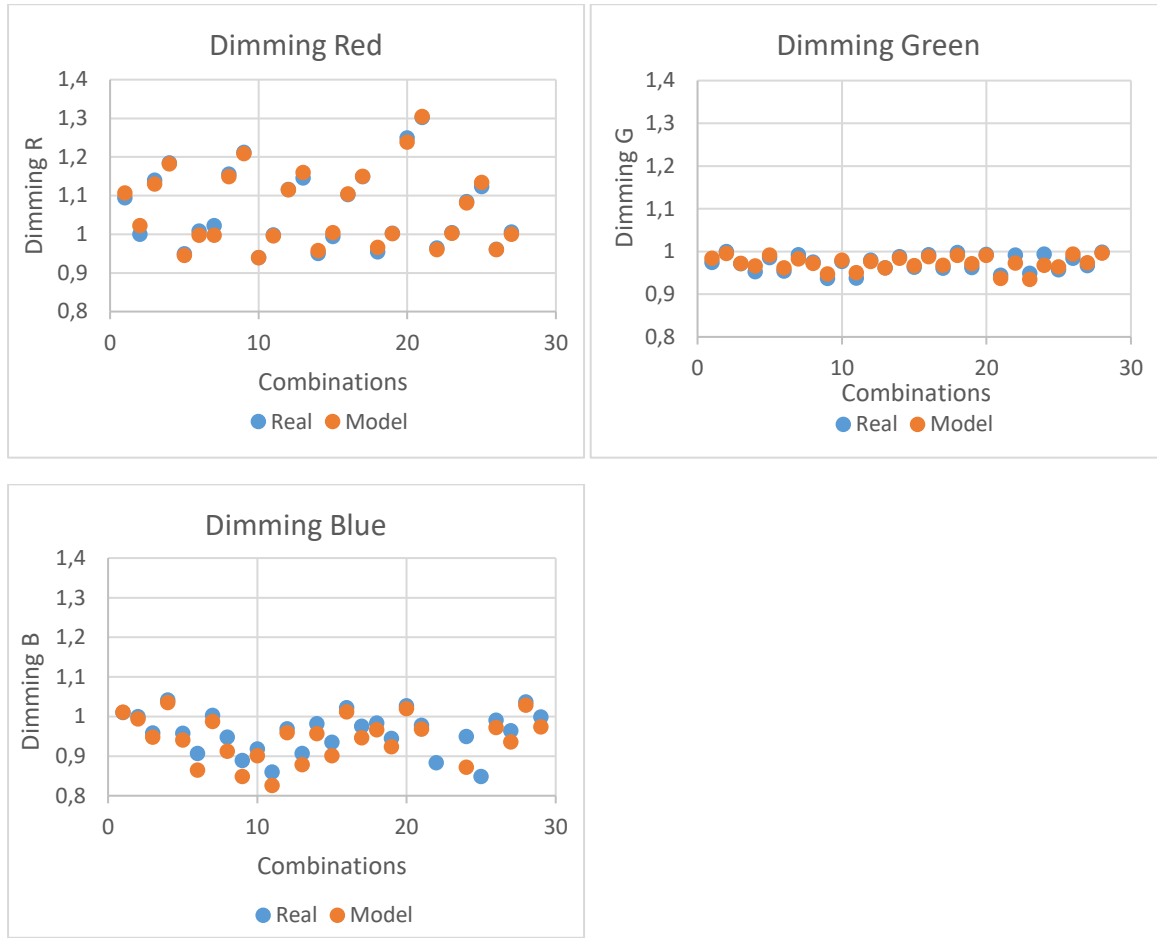 Dimming Red
1,4
1,3
1,2
1,1
1
0,9
0,8
Dimming R
0 10 20 30
Combinations
Real Model
Dimming Green
1,4
1,3
1,2
1,1
1
0,9
0,8
Dimming G
0 10 20 30
Combinations
Real Model
Dimming Blue
1,4
1,3
1,2
1,1
1
0,9
0,8
Dimming B
0 10 20 30
Combinations
Real Model